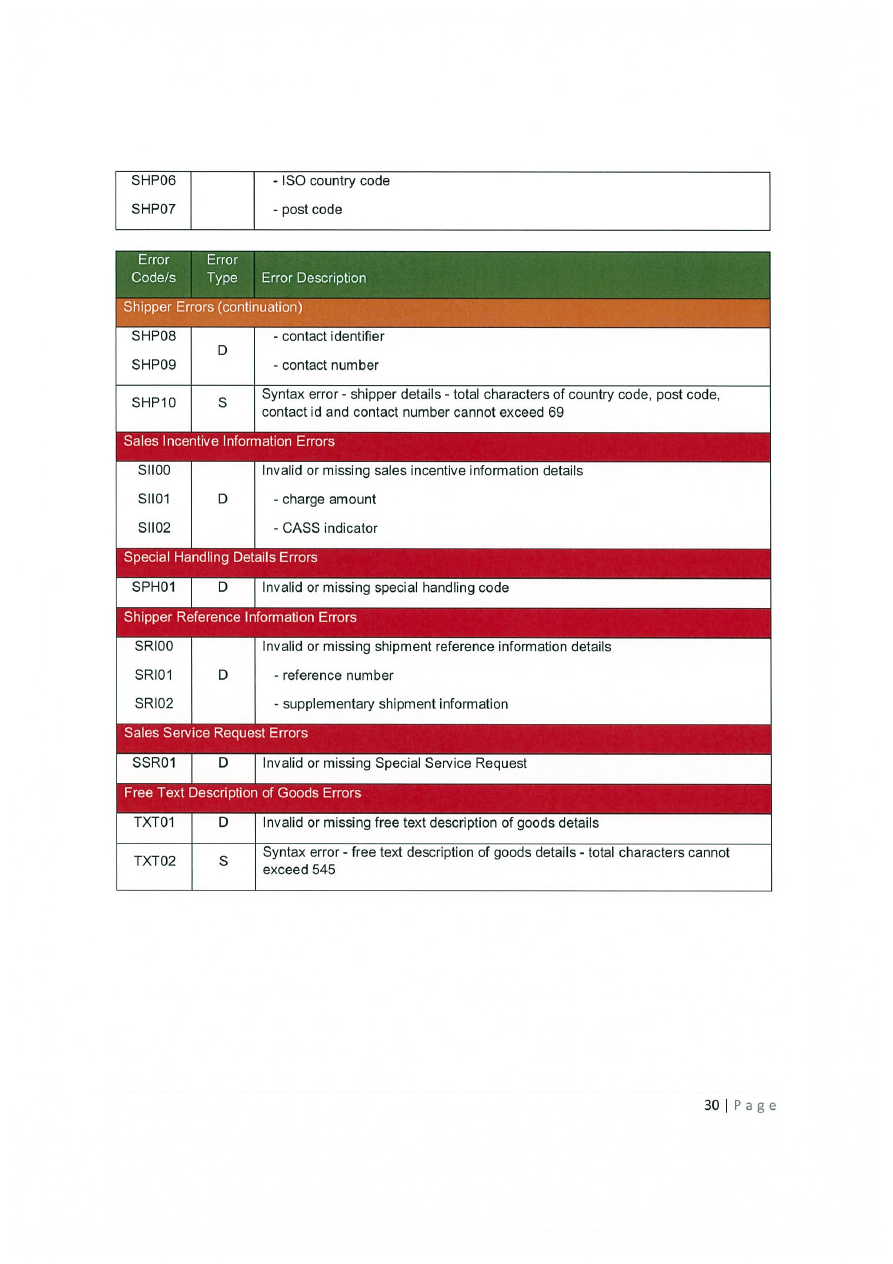 SHP06 - ISO country code
SHP07 - post code
Error Error
Code/s Type Error Description
Shipper Errors (continuation)
SHP08 - contact identifier
D
SHP09 - contact number
Syntax error - shipper details - total characters of country code, post code,
SHP10 S
contact id and contact number cannot exceed 69
Sales Incentive Information Errors
SII00 Invalid or missing sales incentive information details
SII01 D - charge amount
SII02 - CASS indicator
Special Handling Details Errors
SPH01 D Invalid or missing special handling code
Shipper Reference Information Errors
SRI00 Invalid or missing shipment reference information details
SRI01 D - reference number
SRI02 - supplementary shipment information
Sales Service Request Errors
SSR01 D Invalid or missing Special Service Request
Free Text Description of Goods Errors
TXT01 D Invalid or missing free text description of goods details
Syntax error - free text description of goods details - total characters cannot
TXT02 S
exceed 545
30 | Page